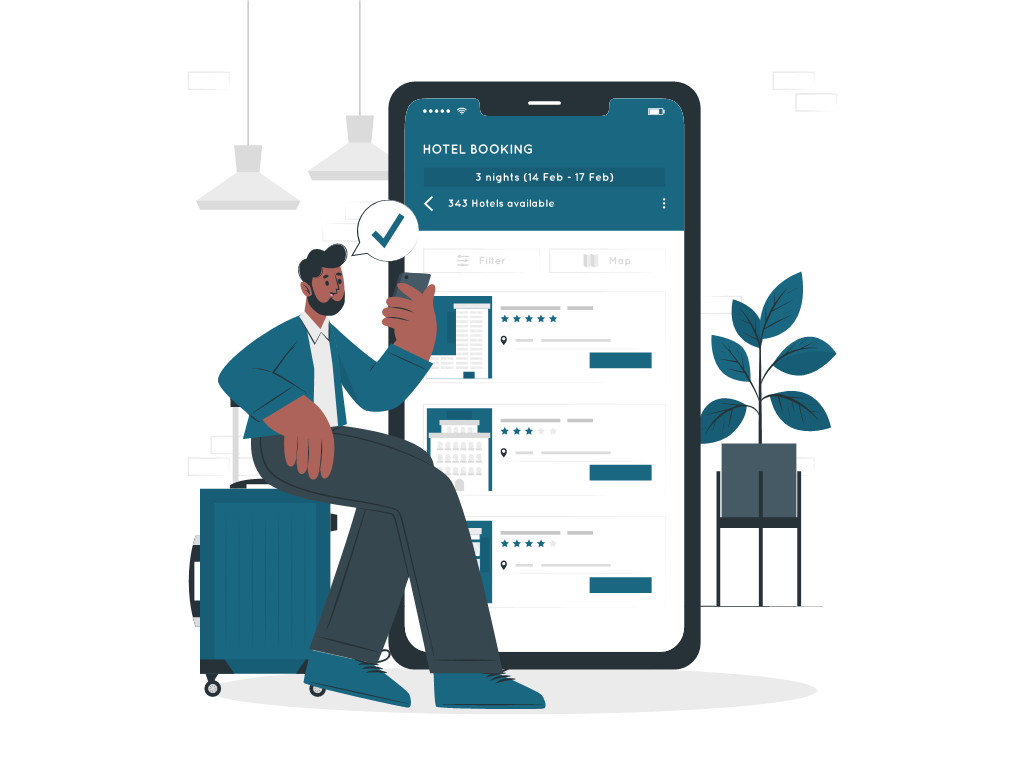 HOTEL BOOKING
3 nights (14 Feb - 17 Feb)
343 Hotels available
Filter
Map